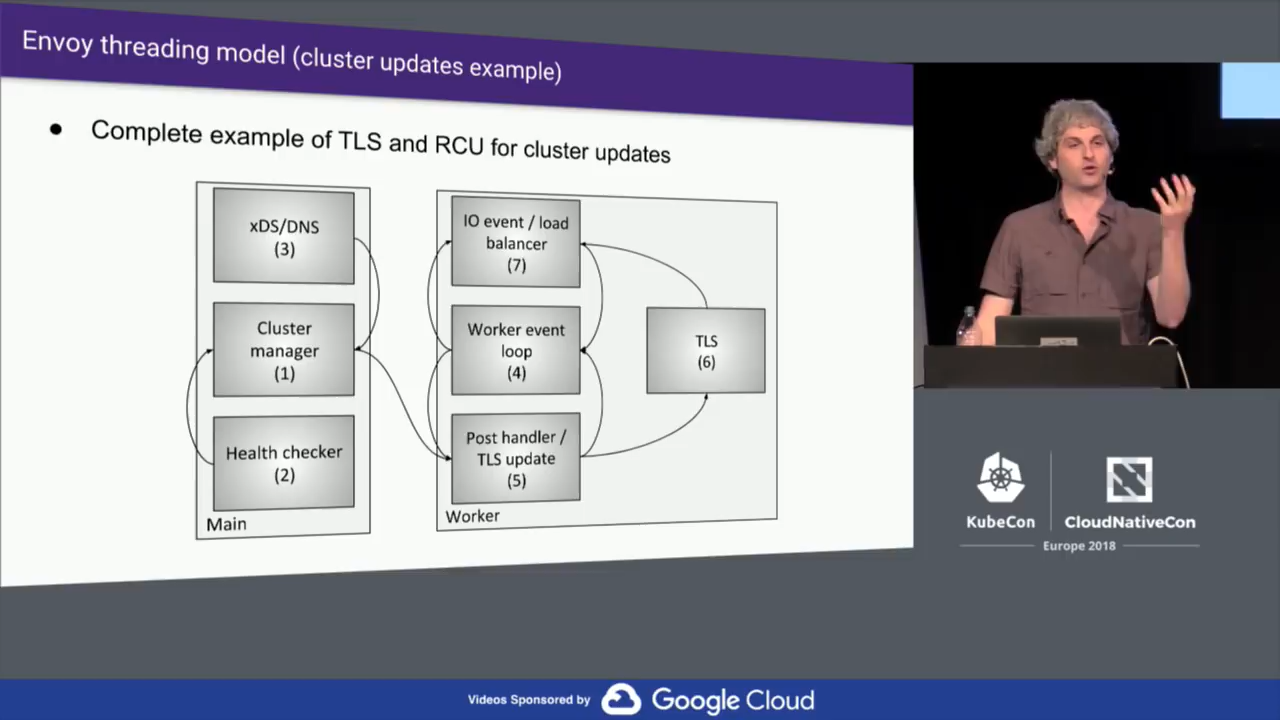 Envoy threading model (cluster updates example)
● Complete example of TLS and RCU for cluster updates
xDS/DNS
(3)
Cluster
manager
(1)
Health checker
(2)
Main
IO event / load
balancer
(7)
Worker event
loop
(4)
Post handler /
TLS update
(5)
Worker
TLS
(6)
KubeCon
CloudNativeCon
Europe 2018
Videos Sponsored by
Google Cloud